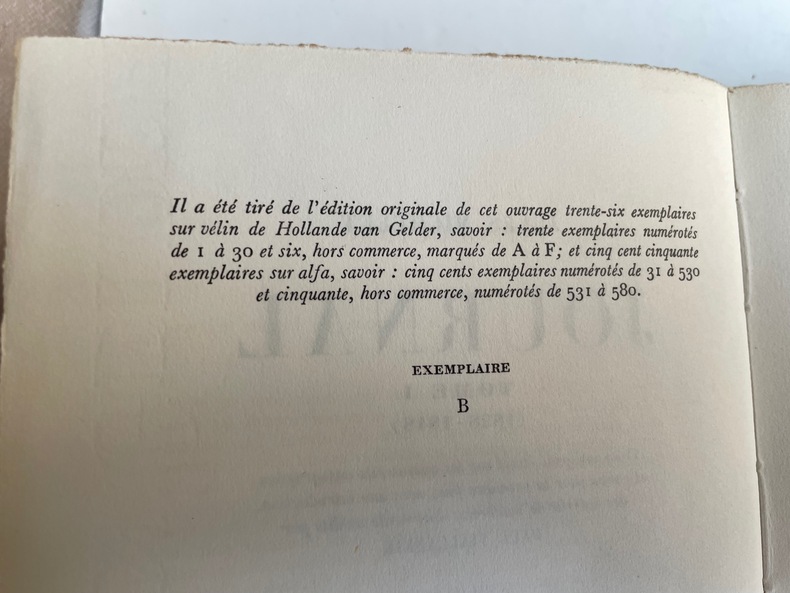 Il a été tiré de l'édition originale de cet ouvrage trente-six exemplaires
sur vélin de Hollande van Gelder, savoir : trente exemplaires numérotés
de 1 à 30 et six, hors commerce, marqués de A à F; et cinq cent cinquante
exemplaires sur alfa, savoir : cinq cents exemplaires numérotés de 31 à 530
et cinquante, hors commerce, numérotés de 531 à 580.
JOURNAL
TOME I
EXEMPLAIRE
B